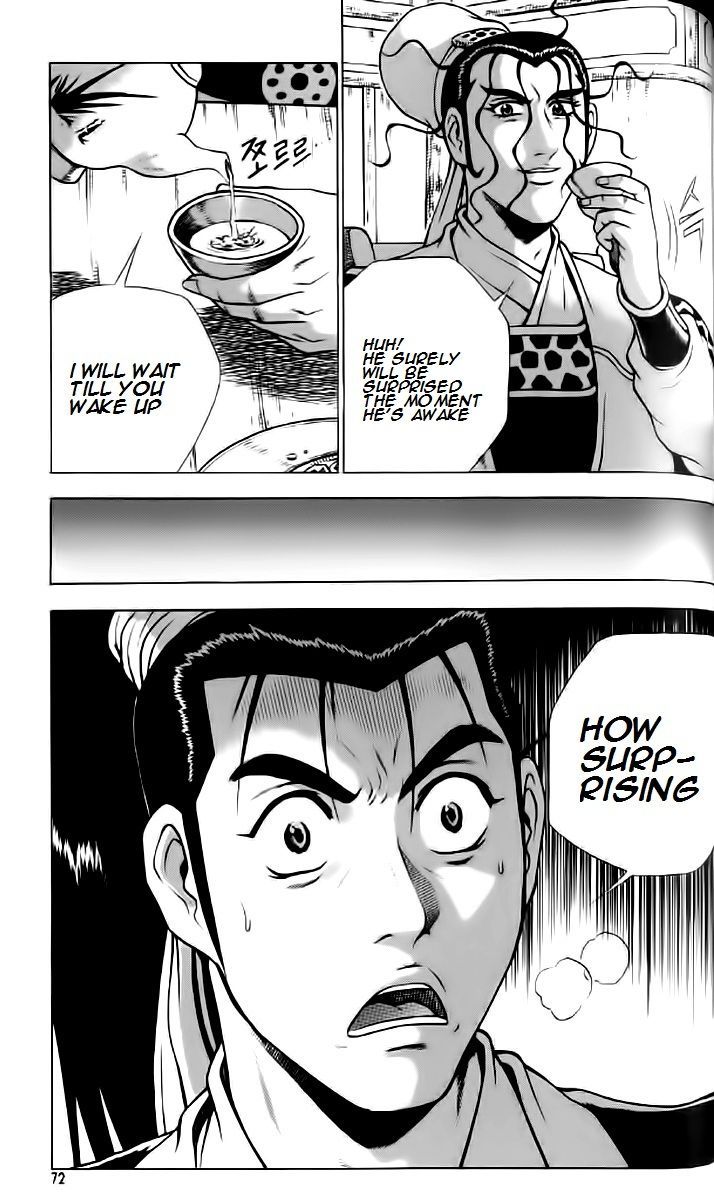 쪼르르
I WILL WAIT
TILL YOU
WAKE UP
HUH!
HE SURELY
WILL BE
SURPRISED
THE MOMENT
HE'S AWAKE
HOW
SURP-
RISING
72